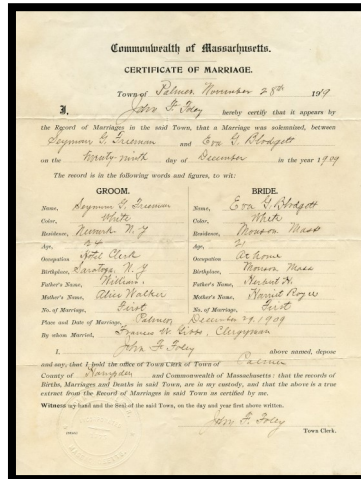 Commonwealth of Massachusetts.
CERTIFICATE OF MARRIAGE.
Town of Palmer, November 28th 1919
I, John F. Foley hereby certify that it appears by
the Record of Marriages in the said Town, that a Marriage was solemnized, between
Seymour G. Freeman and Eva G. Blodgett
on the twenty ninth day of December in the year 1909
The record is in the following words and figures, to wit:
GROOM.
Name, Seymour G. Freeman
Color, White
Residence, Newark N. J
Age, 24
Occupation Hotel Clerk
Birthplace, Saratoga, N. Y
Father's Name, William
Mother's Name, Alice Walker
No. of Marriage, First
BRIDE.
Name, Eva G. Blodgett
Color, White
Residence, Monson Mass
Age, 21
Occupation At home
Birthplace, Monson Mass
Father's Name, Herbert H.
Mother's Name, Harriet Roger
No. of Marriage, First
Place and Date of Marriage, Palmer, December 29, 1909
By whom Married, Francis W. Gibbs, Clergyman
I, John F. Foley above named, depose
and say, that I hold the office of Town Clerk of Town of Palmer
County of Hampden and Commonwealth of Massachusetts: that the records of
Births, Marriages and Deaths in said Town, are in my custody, and that the above is a true
extract from the Record of Marriages in said Town as certified by me.
Witness my hand and the Seal of the said Town, on the day and year first above written.
John F. Foley
Town Clerk.